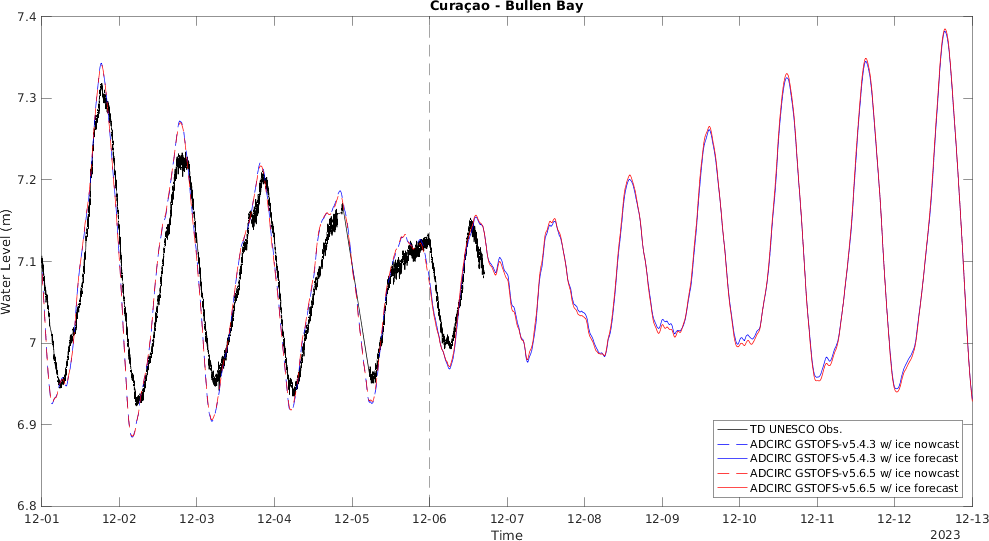 Curaçao - Bullen Bay
7.4
7.3
7.2
7.1
7
6.9
6.8
Water Level (m)
12-01 12-02 12-03 12-04 12-05 12-06 12-07 12-08 12-09 12-10 12-11 12-12 12-13
Time
2023
TD UNESCO Obs.
ADCIRC GSTOFS-v5.4.3 w/ ice nowcast
ADCIRC GSTOFS-v5.4.3 w/ ice forecast
ADCIRC GSTOFS-v5.6.5 w/ ice nowcast
ADCIRC GSTOFS-v5.6.5 w/ ice forecast